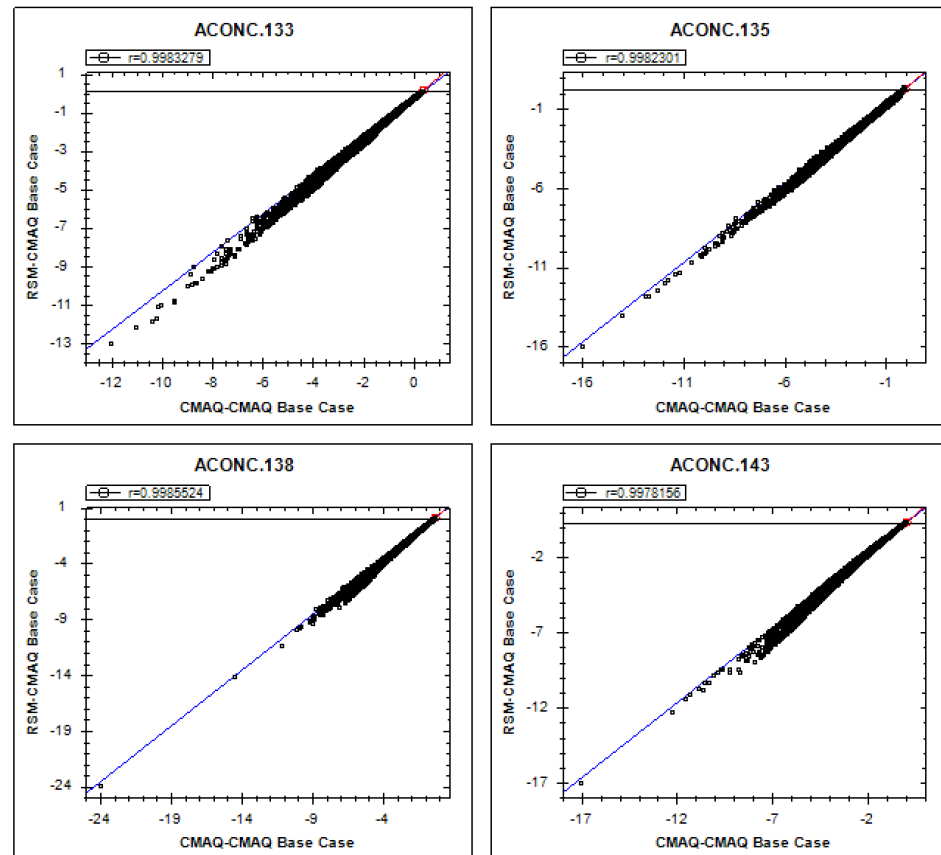 ACONC.133
r=0.9983279
1
-1
-3
-5
-7
-9
-11
-13
RSM-CMAQ Base Case
-12 -10 -8 -6 -4 -2 0
CMAQ-CMAQ Base Case
ACONC.135
r=0.9982301
-1
-6
-11
-16
RSM-CMAQ Base Case
-16 -11 -6 -1
CMAQ-CMAQ Base Case
ACONC.138
r=0.9985524
1
-4
-9
-14
-19
-24
RSM-CMAQ Base Case
-24 -19 -14 -9 -4
CMAQ-CMAQ Base Case
ACONC.143
r=0.9978156
-2
-7
-12
-17
RSM-CMAQ Base Case
-17 -12 -7 -2
CMAQ-CMAQ Base Case